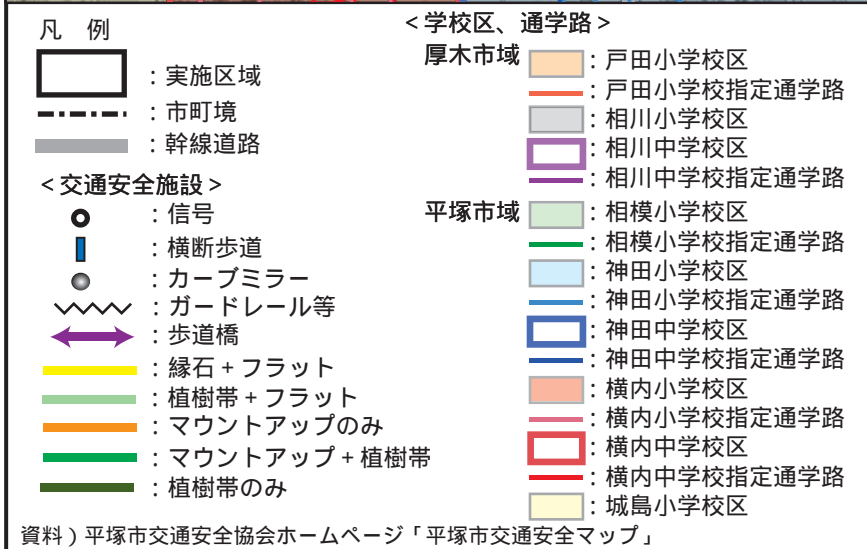 凡 例
：実施区域
：市町境
：幹線道路
＜交通安全施設＞
：信号
：横断歩道
：カーブミラー
：ガードレール等
：歩道橋
：縁石＋フラット
：植樹帯＋フラット
：マウントアップのみ
：マウントアップ＋植樹帯
：植樹帯のみ
＜学校区、通学路＞
厚木市域
：戸田小学校区
：戸田小学校指定通学路
：相川小学校区
：相川中学校区
：相川中学校指定通学路
平塚市域
：相模小学校区
：相模小学校指定通学路
：神田小学校区
：神田小学校指定通学路
：神田中学校区
：神田中学校指定通学路
：横内小学校区
：横内小学校指定通学路
：横内中学校区
：横内中学校指定通学路
：城島小学校区
資料）平塚市交通安全協会ホームページ「平塚市交通安全マップ」